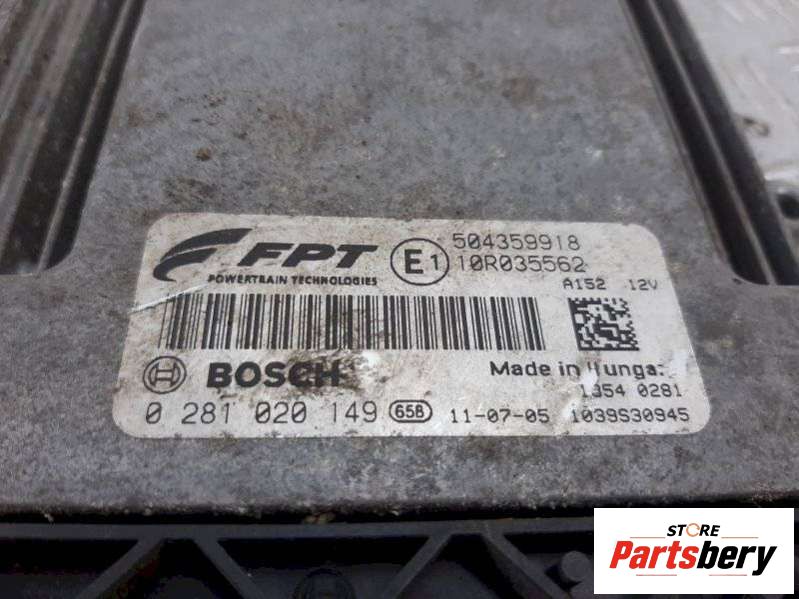 FPT
POWERTRAIN TECHNOLOGIES
E1
504359918
10R035562
A152 12V
BOSCH
Made in
1354 0281
0 281 020 149 658 11-07-05 1039S30945
STORE
Partsbery